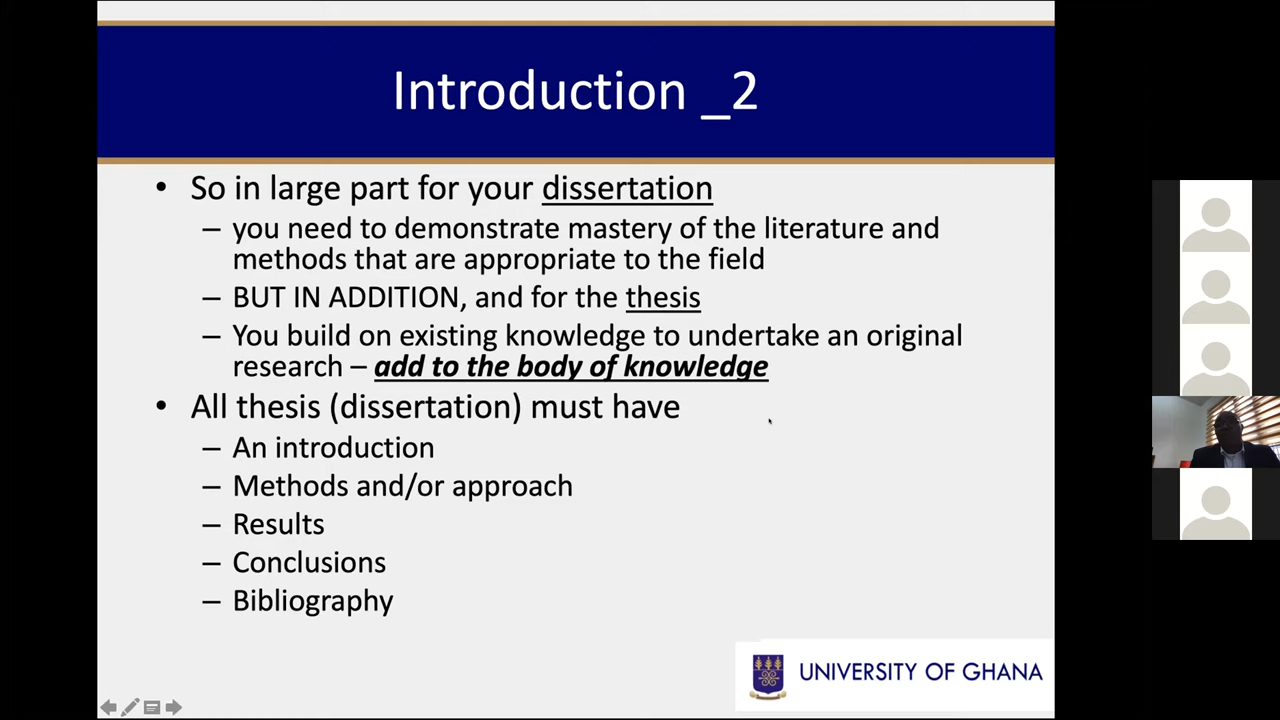 Introduction _2
• So in large part for your dissertation
– you need to demonstrate mastery of the literature and
methods that are appropriate to the field
– BUT IN ADDITION, and for the thesis
– You build on existing knowledge to undertake an original
research – add to the body of knowledge
• All thesis (dissertation) must have
– An introduction
– Methods and/or approach
– Results
– Conclusions
– Bibliography
UNIVERSITY OF GHANA